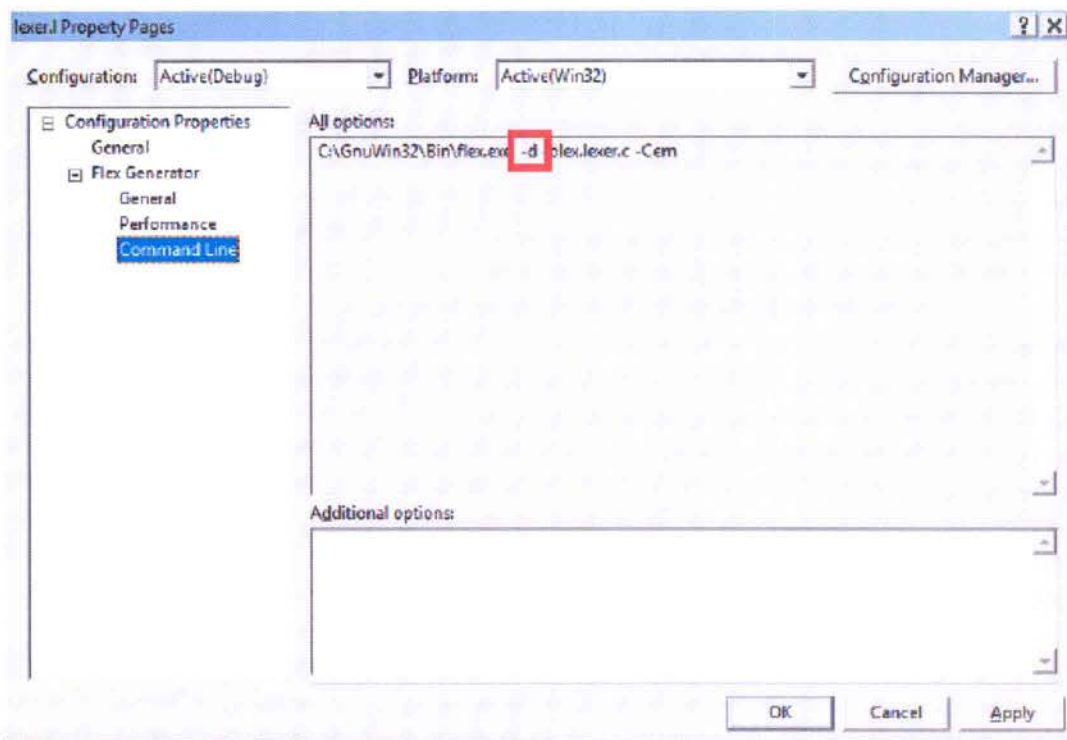 lexer.l Property Pages
Configuration: Active(Debug) Platform: Active(Win32) Configuration Manager...
Configuration Properties
General
Flex Generator
General
Performance
Command Line
All options:
C:\GnuWin32\Bin\flex.exe -d olex.lexer.c -Cem
Additional options:
OK Cancel Apply